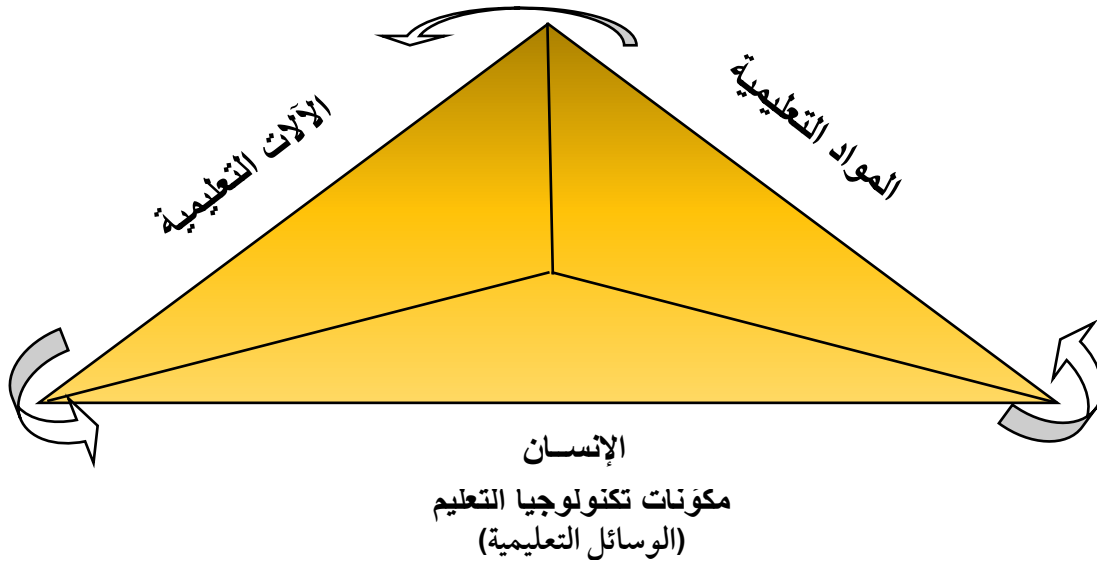 المواد التعليمية
الآلات التعليمية
الإنســان
مكوّنات تكنولوجيا التعليم
(الوسائل التعليمية)